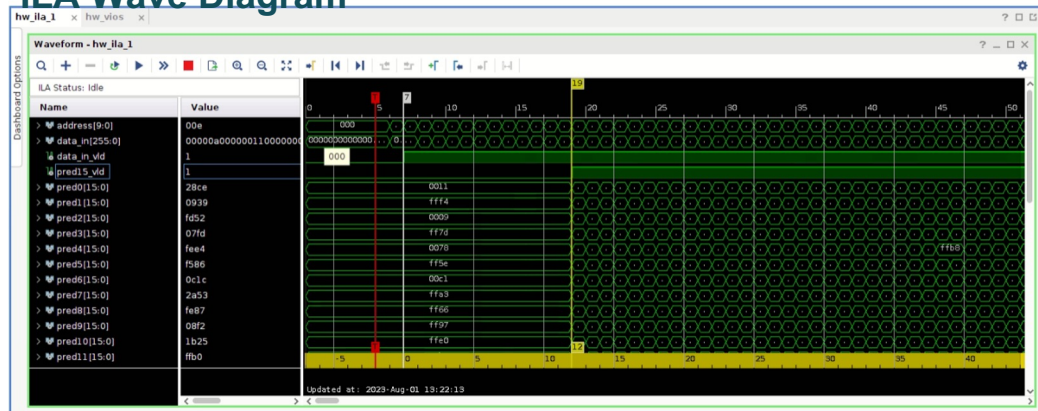 ILA Wave Diagram
hw_ila_1 x hw_vios x
Dashboard Options
Waveform - hw_ila_1
ILA Status: Idle
19
Name Value
7
0 5 10 15 20 25 30 35 40 45 50
address[9:0] 00e 000
data_in[255:0] 00000a000000110000000 0000000000000... 0...
data_in_vld 1 000
pred15_vld 1
pred0[15:0] 28ce 0011
pred1[15:0] 0939 fff4
pred2[15:0] fd52 0009
pred3[15:0] 07fd ff7d
pred4[15:0] fee4 0078 ffb0
pred5[15:0] f586 ff5e
pred6[15:0] 0c1c 00c1
pred7[15:0] 2a53 ffa3
pred8[15:0] fe87 ff66
pred9[15:0] 08f2 ff97
pred10[15:0] 1b25 ffe0
pred11[15:0] ffb0 12
-5 0 5 10 15 20 25 30 35 40
Updated at: 2023-Aug-01 13:22:13